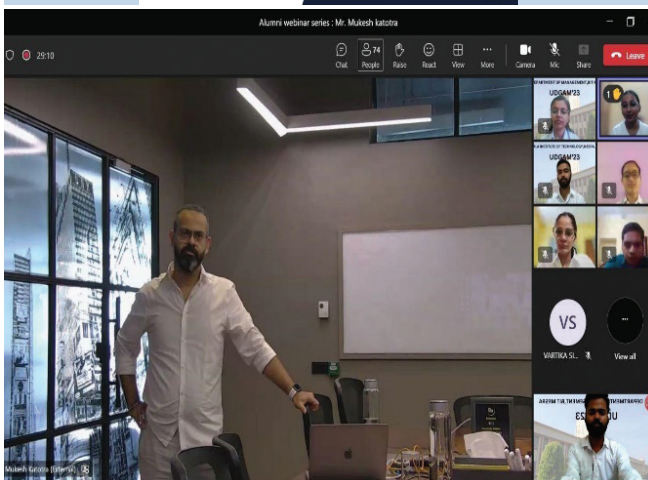 Alumni webinar series : Mr. Mukesh katotra
29:10
74
Chat People Raise React View More Camera Mic Share Leave
UDGAM'23
1
UDGAM'23
VS
VARTIKA SI...
View all
Mukesh Katotra (External)